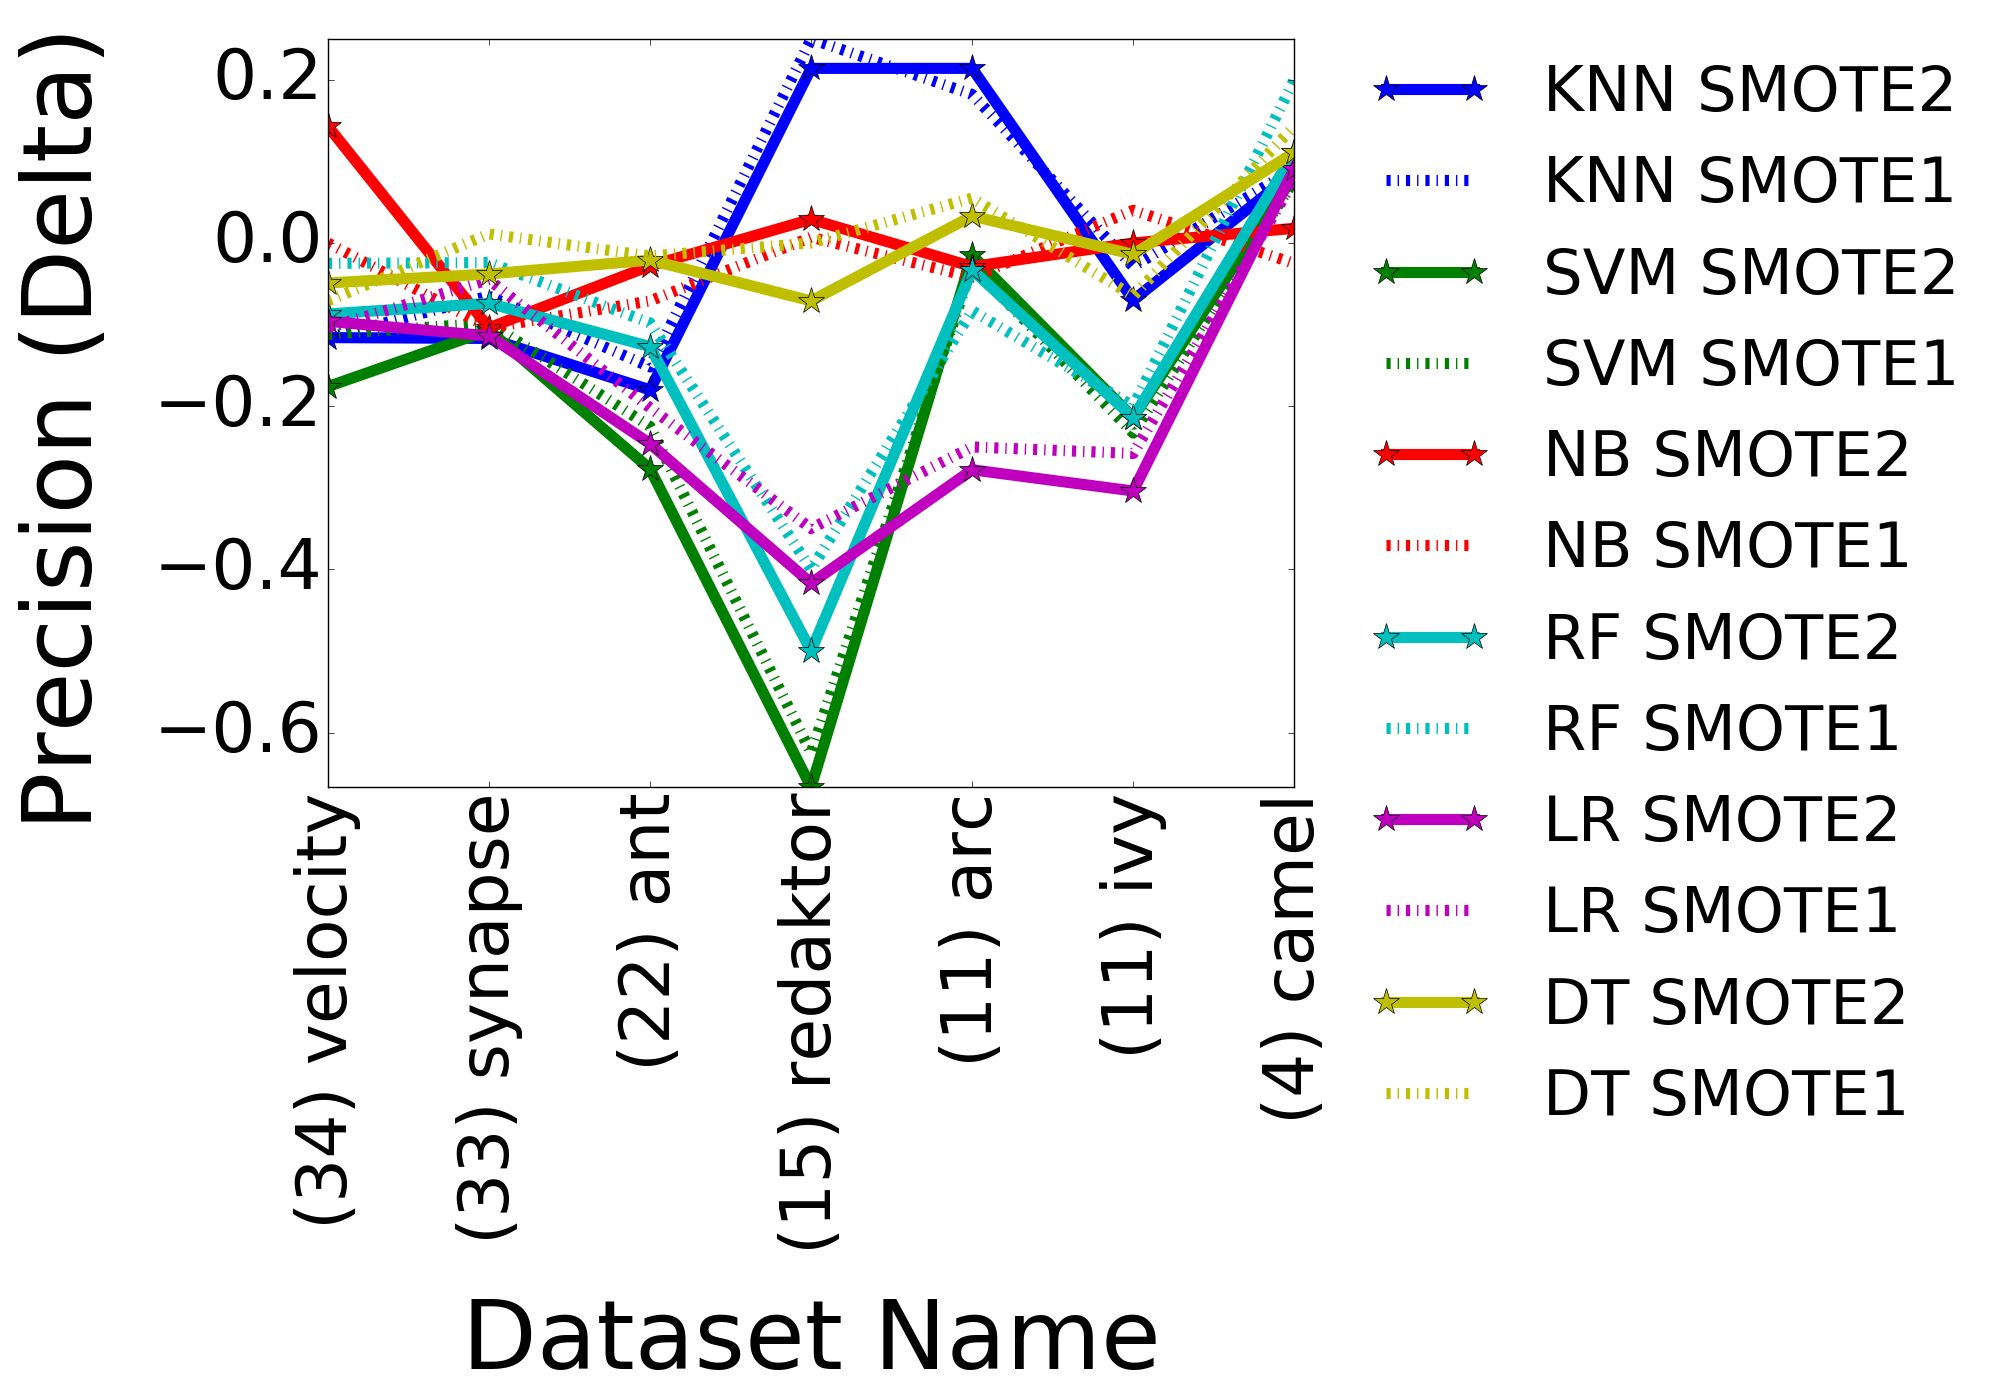 Precision (Delta)
0.2
0.0
−0.2
−0.4
−0.6
(34) velocity
(33) synapse
(22) ant
(15) redaktor
(11) arc
(11) ivy
(4) camel
Dataset Name
KNN SMOTE2
KNN SMOTE1
SVM SMOTE2
SVM SMOTE1
NB SMOTE2
NB SMOTE1
RF SMOTE2
RF SMOTE1
LR SMOTE2
LR SMOTE1
DT SMOTE2
DT SMOTE1